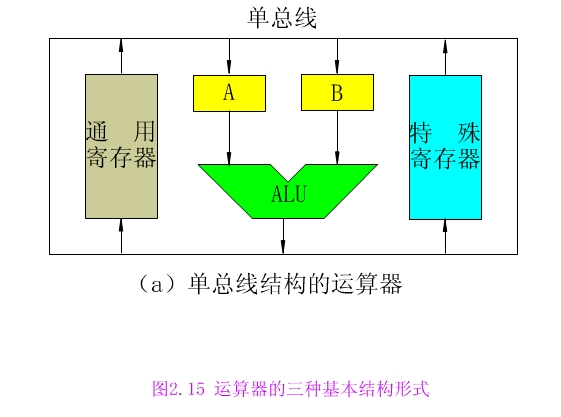 单总线
A
B
通 用
寄存器
特 殊
寄存器
ALU
（a）单总线结构的运算器
图2.15 运算器的三种基本结构形式